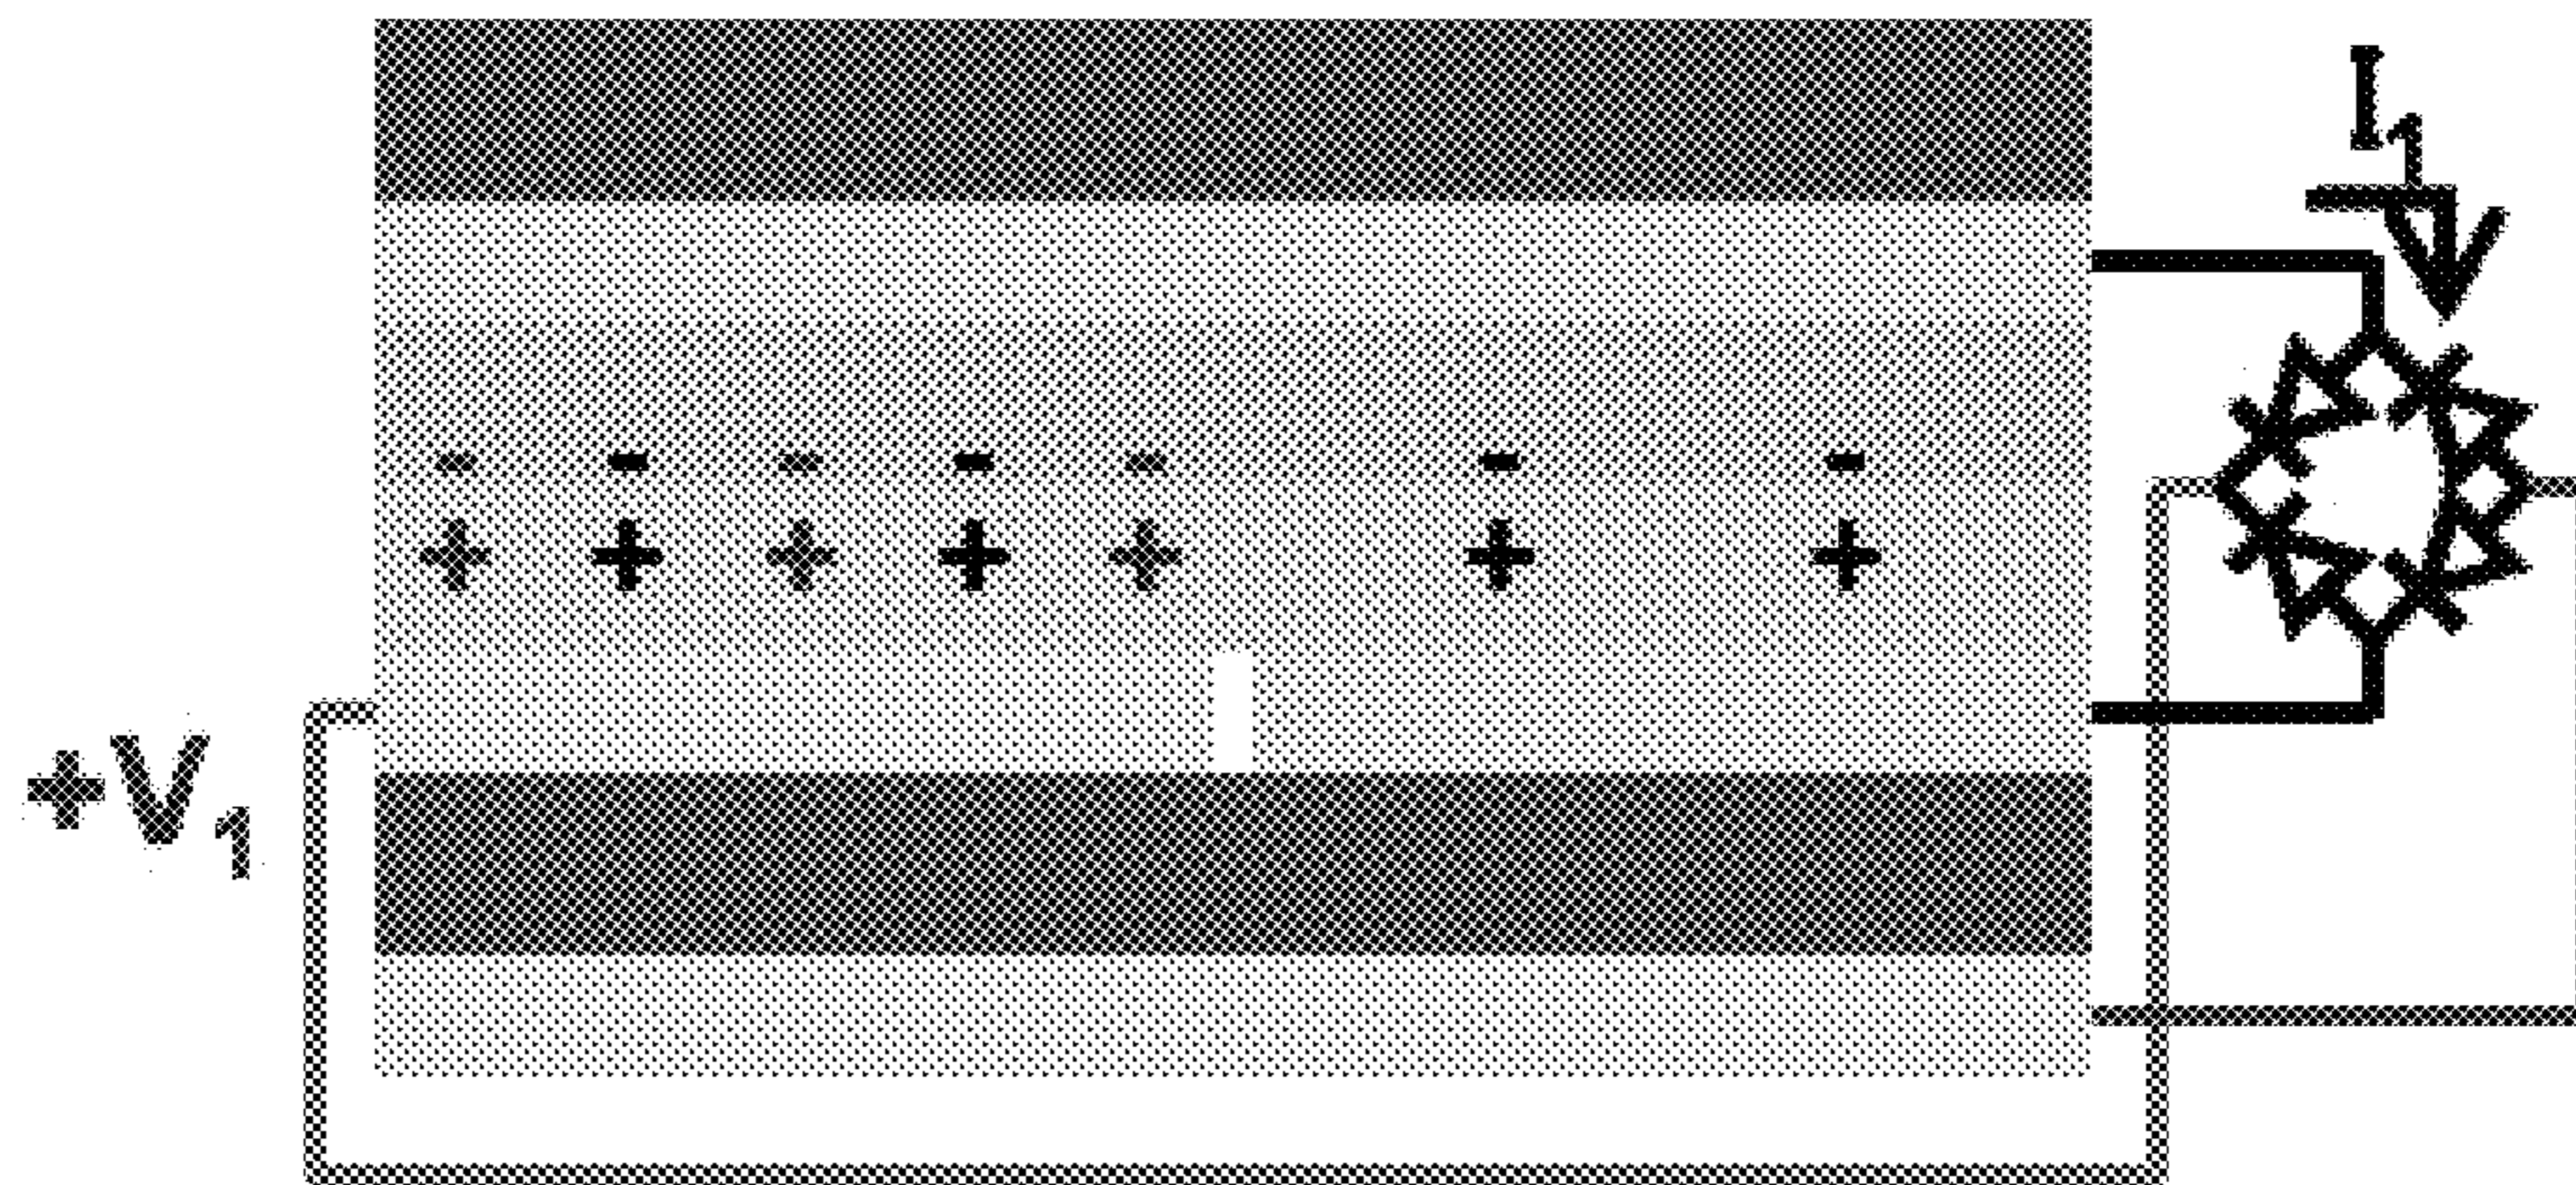 I₁
- - - - - - -
+ + + + + + +
+V₁